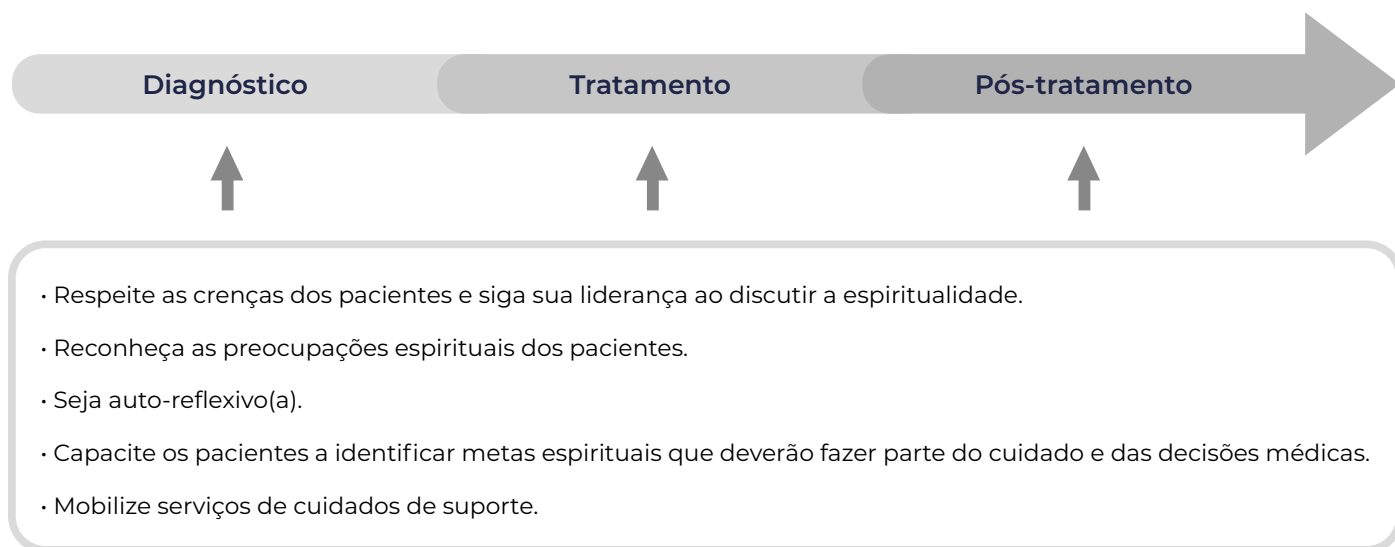 Diagnóstico
Tratamento
Pós-tratamento
• Respeite as crenças dos pacientes e siga sua liderança ao discutir a espiritualidade.
• Reconheça as preocupações espirituais dos pacientes.
• Seja auto-reflexivo(a).
• Capacite os pacientes a identificar metas espirituais que deverão fazer parte do cuidado e das decisões médicas.
• Mobilize serviços de cuidados de suporte.